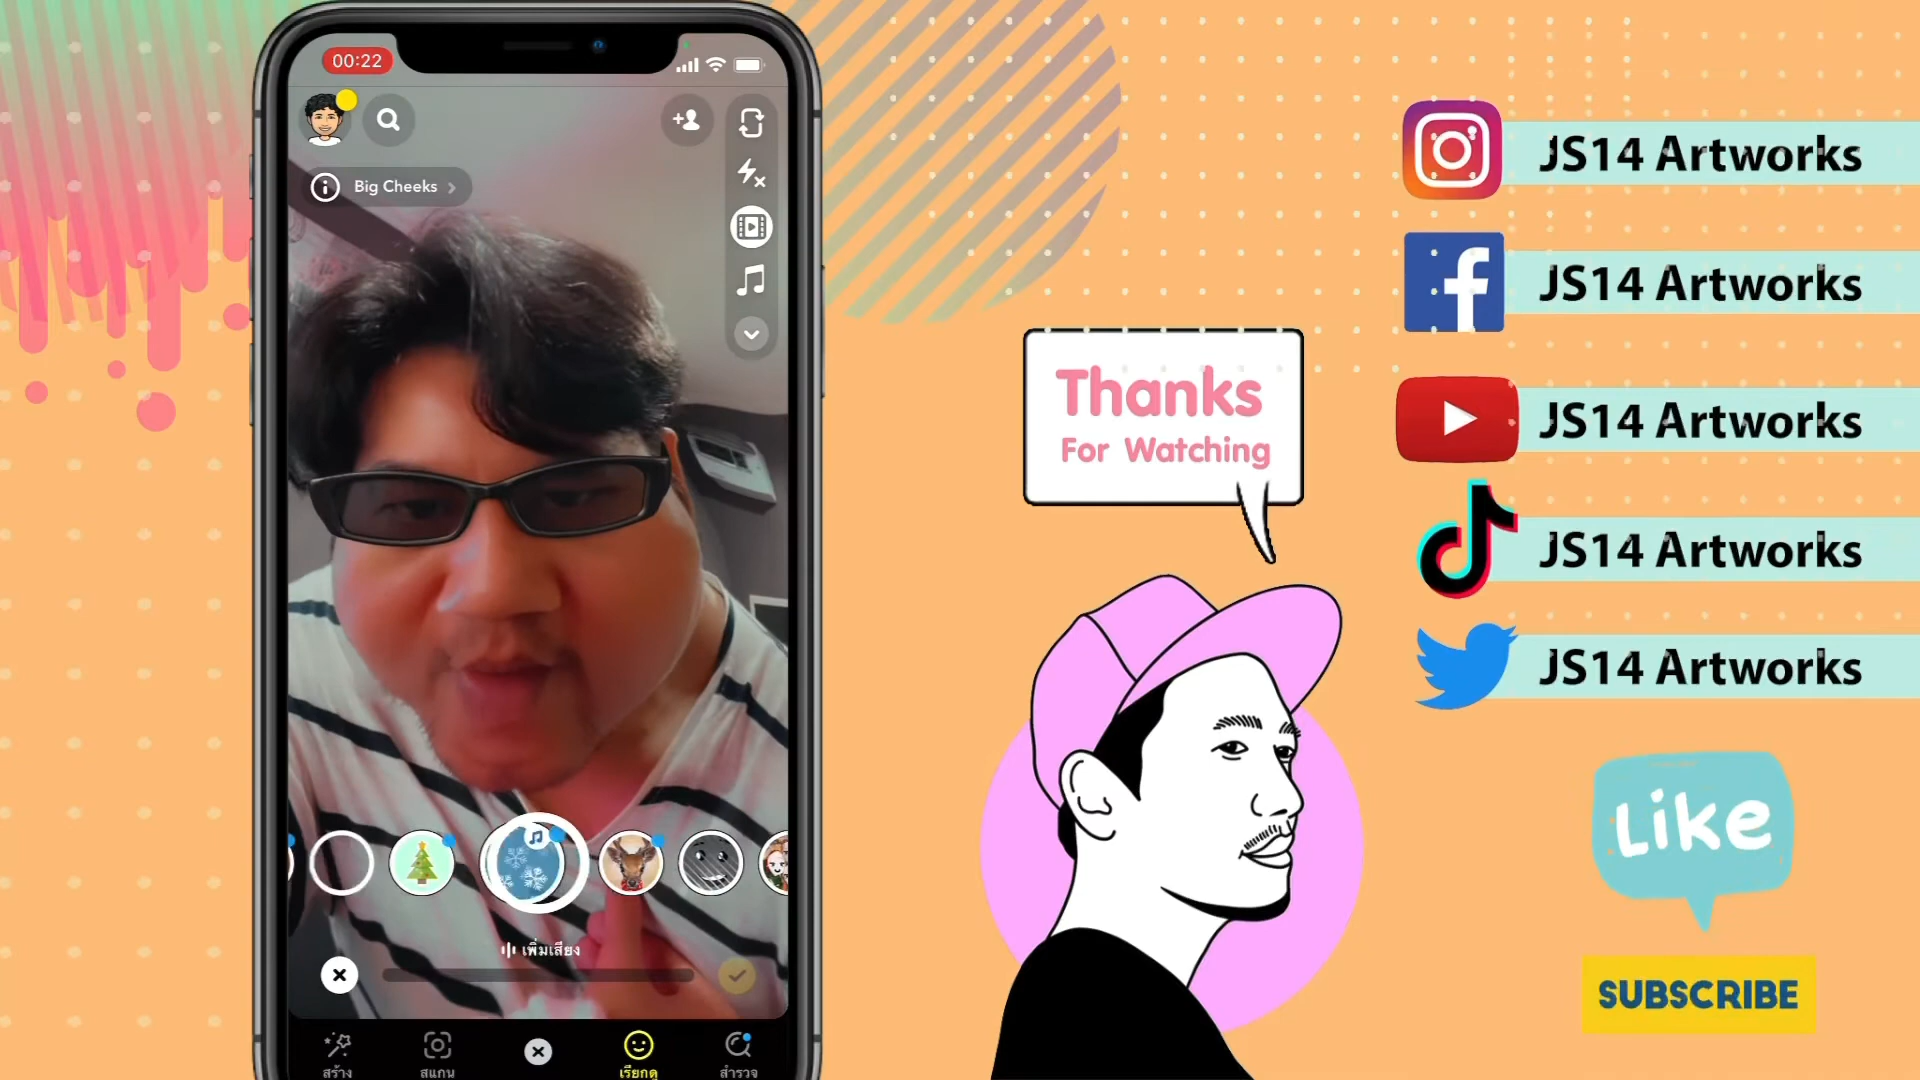 00:22
Big Cheeks
เพิ่มเสียง
สร้าง
สแกน
เรียกดู
สำรวจ
Thanks
For Watching
JS14 Artworks
JS14 Artworks
JS14 Artworks
JS14 Artworks
JS14 Artworks
Like
SUBSCRIBE